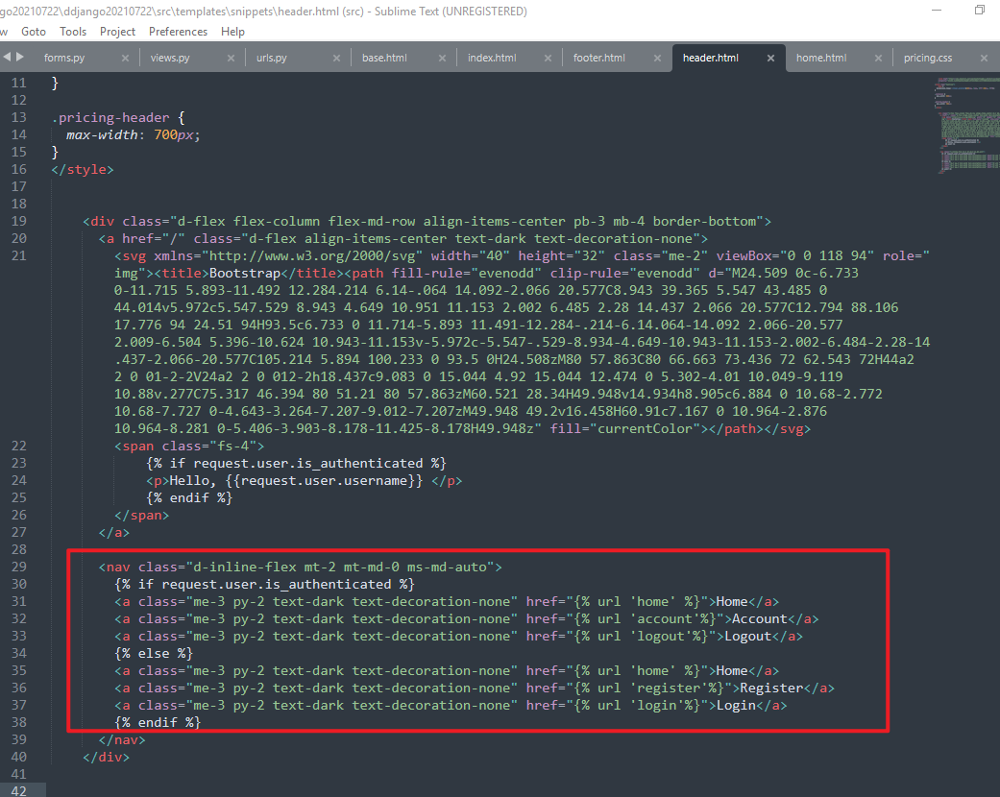 go20210722\ddjango20210722\src\templates\snippets\header.html (src) - Sublime Text (UNREGISTERED)
w Goto Tools Project Preferences Help
forms.py × views.py × urls.py × base.html × index.html × footer.html × header.html × home.html × pricing.css ×
11 }
12
13 .pricing-header {
14 max-width: 700px;
15 }
16 </style>
17
18
19 <div class="d-flex flex-column flex-md-row align-items-center pb-3 mb-4 border-bottom">
20 <a href="/" class="d-flex align-items-center text-dark text-decoration-none">
21 <svg xmlns="http://www.w3.org/2000/svg" width="40" height="32" class="me-2" viewBox="0 0 118 94" role="
img"><title>Bootstrap</title><path fill-rule="evenodd" clip-rule="evenodd" d="M24.509 0c-6.733
0-11.715 5.893-11.492 12.284.214 6.14-.064 14.092-2.066 20.577C8.943 39.365 5.547 43.485 0
44.014v5.972c5.547.529 8.943 4.649 10.951 11.153 2.002 6.485 2.28 14.437 2.066 20.577C12.794 88.106
17.776 94 24.51 94H93.5c6.733 0 11.714-5.893 11.491-12.284-.214-6.14.064-14.092 2.066-20.577
2.009-6.504 5.396-10.624 10.943-11.153v-5.972c-5.547-.529-8.934-4.649-10.943-11.153-2.002-6.484-2.28-14
.437-2.066-20.577C105.214 5.894 100.233 0 93.5 0H24.508zM80 57.863C80 66.663 73.436 72 62.543 72H44a2
2 0 01-2-2V24a2 2 0 012-2h18.437c9.083 0 15.044 4.92 15.044 12.474 0 5.302-4.01 10.049-9.119
10.88v.277C75.317 46.394 80 51.21 80 57.863zM60.521 28.34H49.948v14.934h8.905c6.884 0 10.68-2.772
10.68-7.727 0-4.643-3.264-7.207-9.012-7.207zM49.948 49.2v16.458H60.91c7.167 0 10.964-2.876
10.964-8.281 0-5.406-3.903-8.178-11.425-8.178H49.948z" fill="currentColor"></path></svg>
22 <span class="fs-4">
23 {% if request.user.is_authenticated %}
24 <p>Hello, {{request.user.username}} </p>
25 {% endif %}
26 </span>
27 </a>
28
29 <nav class="d-inline-flex mt-2 mt-md-0 ms-md-auto">
30 {% if request.user.is_authenticated %}
31 <a class="me-3 py-2 text-dark text-decoration-none" href="{% url 'home' %}">Home</a>
32 <a class="me-3 py-2 text-dark text-decoration-none" href="{% url 'account'%}">Account</a>
33 <a class="me-3 py-2 text-dark text-decoration-none" href="{% url 'logout'%}">Logout</a>
34 {% else %}
35 <a class="me-3 py-2 text-dark text-decoration-none" href="{% url 'home' %}">Home</a>
36 <a class="me-3 py-2 text-dark text-decoration-none" href="{% url 'register'%}">Register</a>
37 <a class="me-3 py-2 text-dark text-decoration-none" href="{% url 'login'%}">Login</a>
38 {% endif %}
39 </nav>
40 </div>
41
42